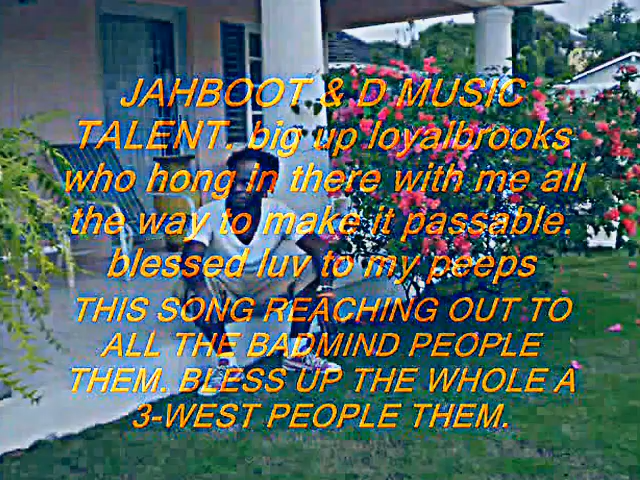 JAHBOOT & D MUSIC
TALENT. big up loyalbrooks
who hong in there with me all
the way to make it passable.
blessed luv to my peeps
THIS SONG REACHING OUT TO
ALL THE BADMIND PEOPLE
THEM. BLESS UP THE WHOLE A
3-WEST PEOPLE THEM.